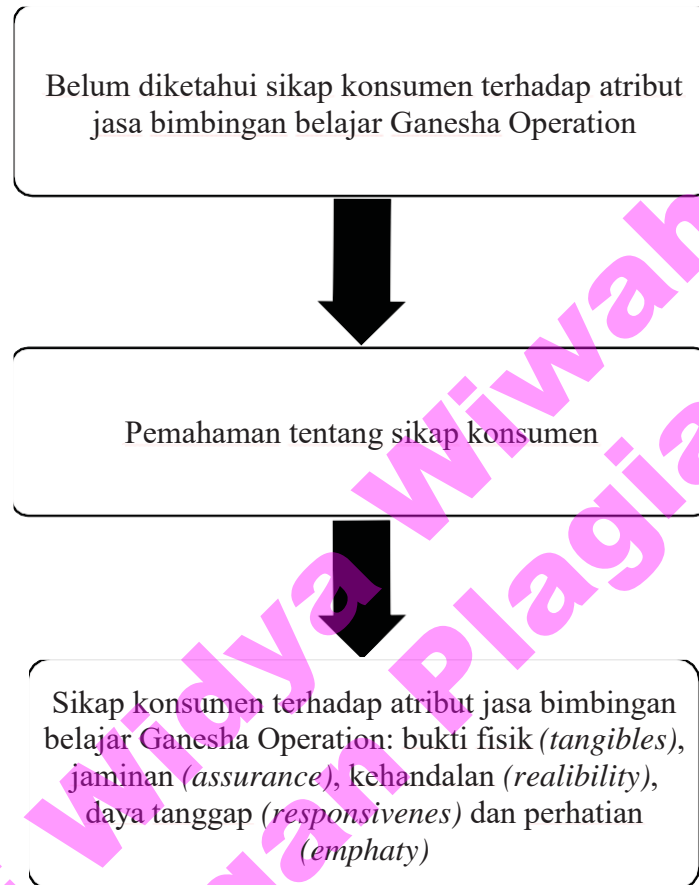 Belum diketahui sikap konsumen terhadap atribut
jasa bimbingan belajar Ganesha Operation
Pemahaman tentang sikap konsumen
Sikap konsumen terhadap atribut jasa bimbingan
belajar Ganesha Operation: bukti fisik (tangibles),
jaminan (assurance), kehandalan (realibility),
daya tanggap (responsivenes) dan perhatian
(emphaty)
Widya Wiwah
Plagia